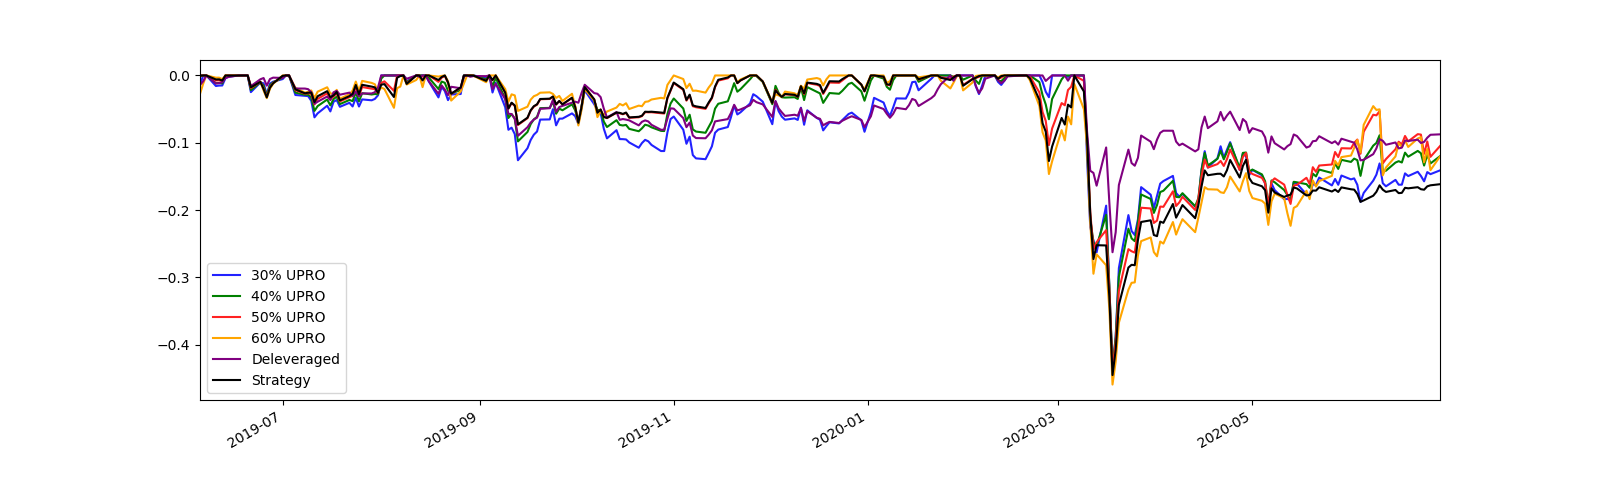 0.0
−0.1
−0.2
−0.3
−0.4
30% UPRO
40% UPRO
50% UPRO
60% UPRO
Deleveraged
Strategy
2019-07
2019-09
2019-11
2020-01
2020-03
2020-05